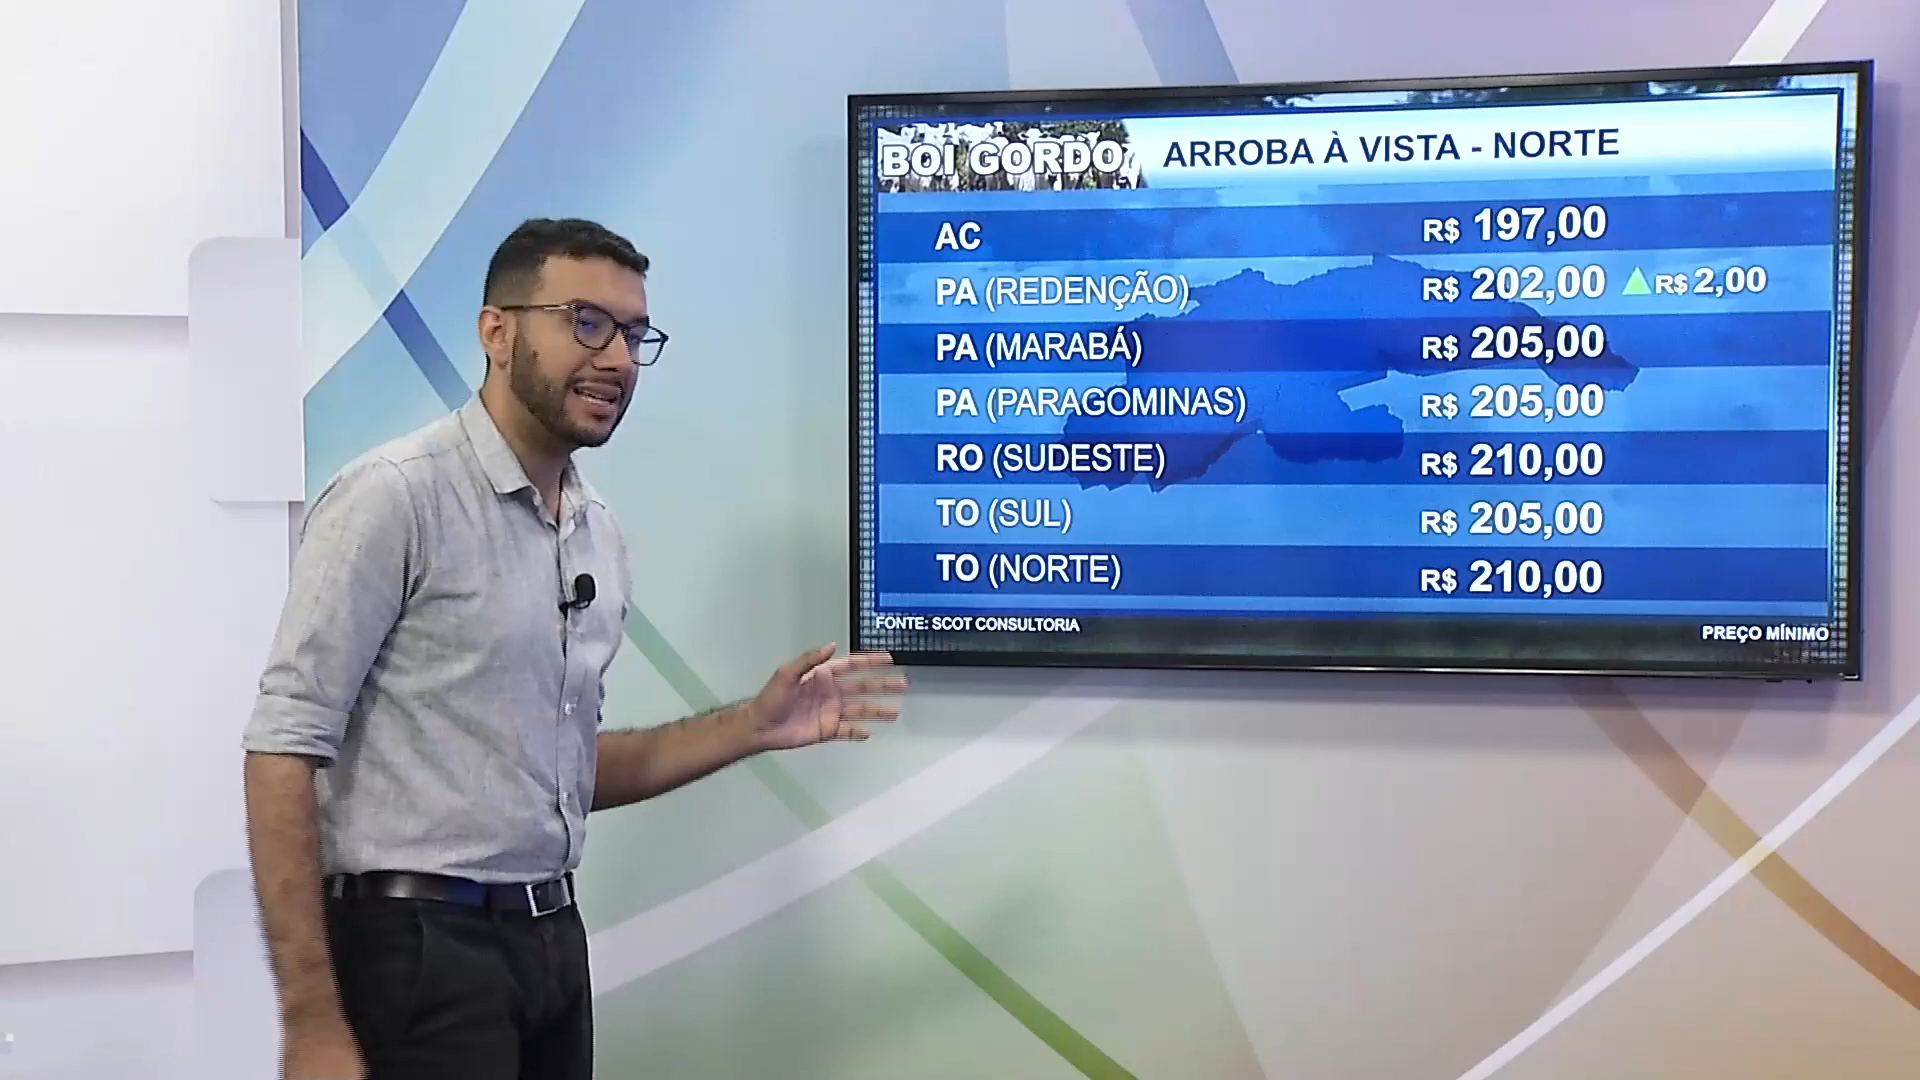 BOI GORDO
ARROBA À VISTA - NORTE
AC R$ 197,00
PA (REDENÇÃO) R$ 202,00 R$ 2,00
PA (MARABÁ) R$ 205,00
PA (PARAGOMINAS) R$ 205,00
RO (SUDESTE) R$ 210,00
TO (SUL) R$ 205,00
TO (NORTE) R$ 210,00
FONTE: SCOT CONSULTORIA
PREÇO MÍNIMO